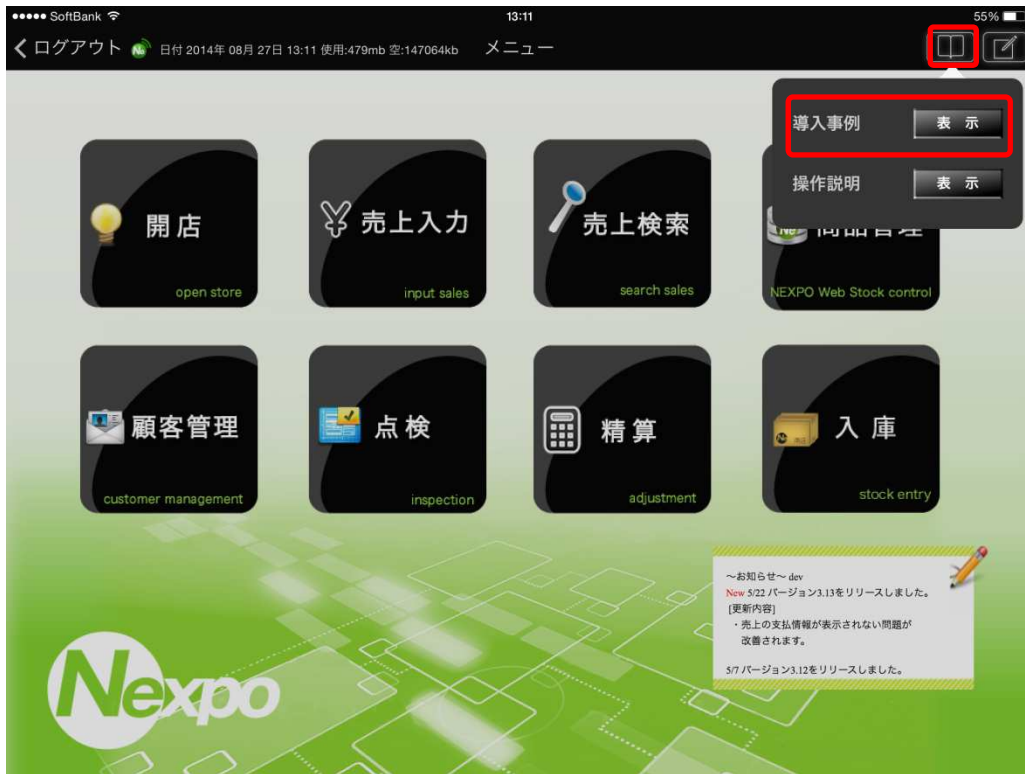 SoftBank 13:11 55%
ログアウト 日付 2014年 08月 27日 13:11 使用:479mb 空:147064kb メニュー
導入事例 表示
操作説明 表示
開店
open store
売上入力
input sales
売上検索
search sales
商品管理
NEXPO Web Stock control
顧客管理
customer management
点検
inspection
精算
adjustment
入庫
stock entry
～お知らせ～ dev
New 5/22 バージョン3.13をリリースしました。
[更新内容]
・売上の支払情報が表示されない問題が
改善されます。
5/7 バージョン3.12をリリースしました。
Nexpo